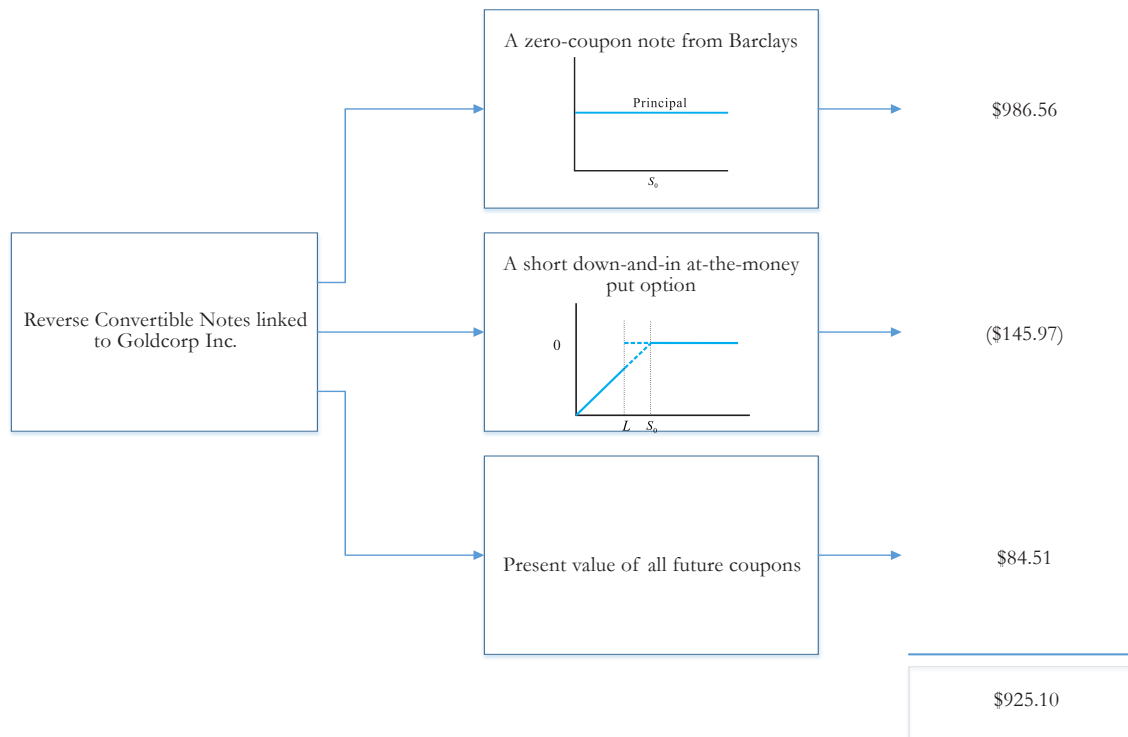 A zero-coupon note from Barclays
Principal
S₀
$986.56
Reverse Convertible Notes linked
to Goldcorp Inc.
A short down-and-in at-the-money
put option
0
L S₀
($145.97)
Present value of all future coupons
$84.51
$925.10